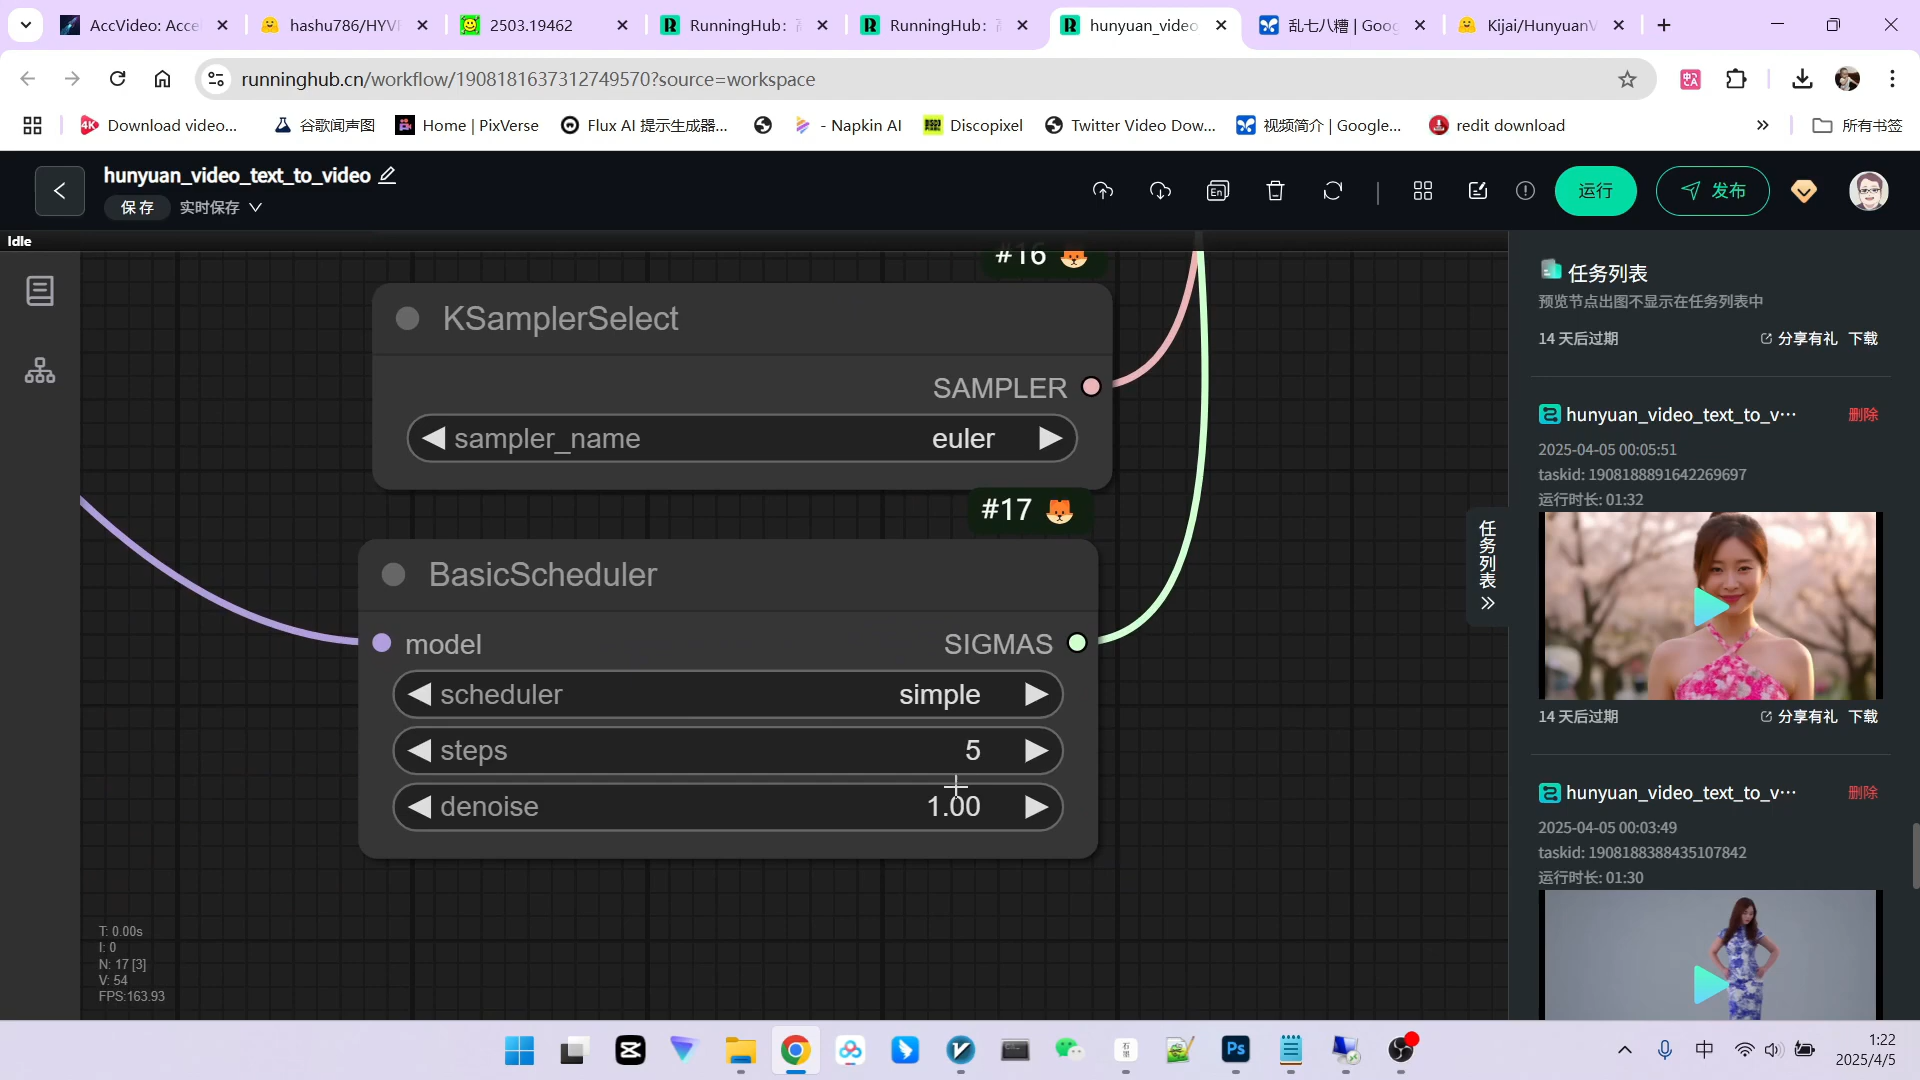 AccVideo: Acce
hashu786/HYVI
2503.19462
RunningHub:
RunningHub:
hunyuan_video
乱七八糟 | Goog
Kijai/HunyuanV
runninghub.cn/workflow/1908181637312749570?source=workspace
Download video...
谷歌闻声图
Home | PixVerse
Flux AI 提示生成器...
- Napkin AI
Discopixel
Twitter Video Dow...
视频简介 | Google...
redit download
所有书签
hunyuan_video_text_to_video
保存
实时保存
En
运行
发布
Idle
#16
KSamplerSelect
SAMPLER
sampler_name
euler
#17
BasicScheduler
model
SIGMAS
scheduler
simple
steps
5
denoise
1.00
T: 0.00s
I: 0
N: 17 [3]
V: 54
FPS:163.93
任务列表
任务列表
预览节点出图不显示在任务列表中
14 天后过期
分享有礼
下载
hunyuan_video_text_to_v···
删除
2025-04-05 00:05:51
taskid: 1908188891642269697
运行时长: 01:32
14 天后过期
分享有礼
下载
hunyuan_video_text_to_v···
删除
2025-04-05 00:03:49
taskid: 1908188388435107842
运行时长: 01:30
Ps
中
1:22
2025/4/5